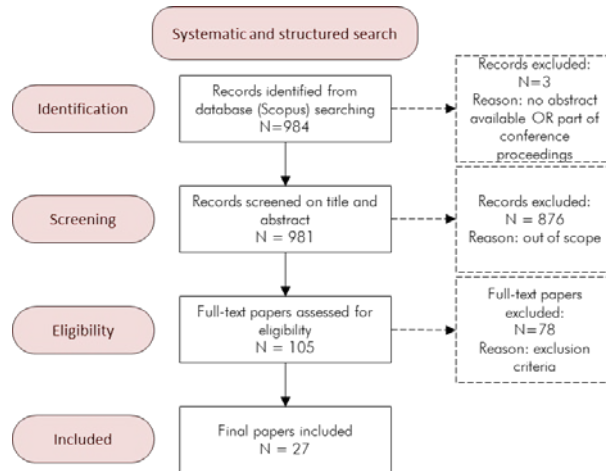 Systematic and structured search
Identification
Records identified from
database (Scopus) searching
N=984
Records excluded:
N=3
Reason: no abstract
available OR part of
conference
proceedings
Screening
Records screened on title and
abstract
N = 981
Records excluded:
N = 876
Reason: out of scope
Eligibility
Full-text papers assessed for
eligibility
N = 105
Full-text papers
excluded:
N=78
Reason: exclusion
criteria
Included
Final papers included
N = 27